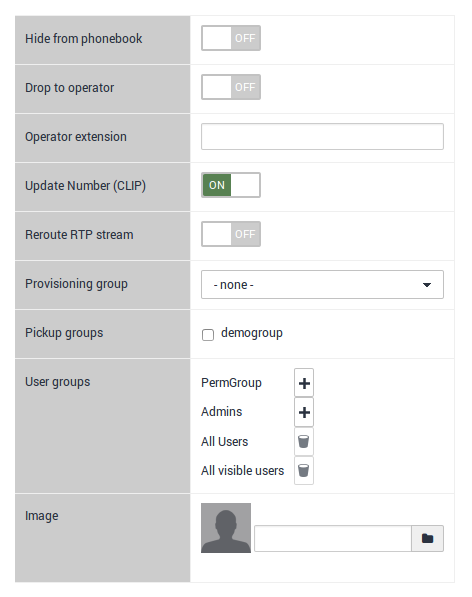 Hide from phonebook OFF
Drop to operator OFF
Operator extension
Update Number (CLIP) ON
Reroute RTP stream OFF
Provisioning group - none -
Pickup groups demogroup
User groups PermGroup
Admins
All Users
All visible users
Image